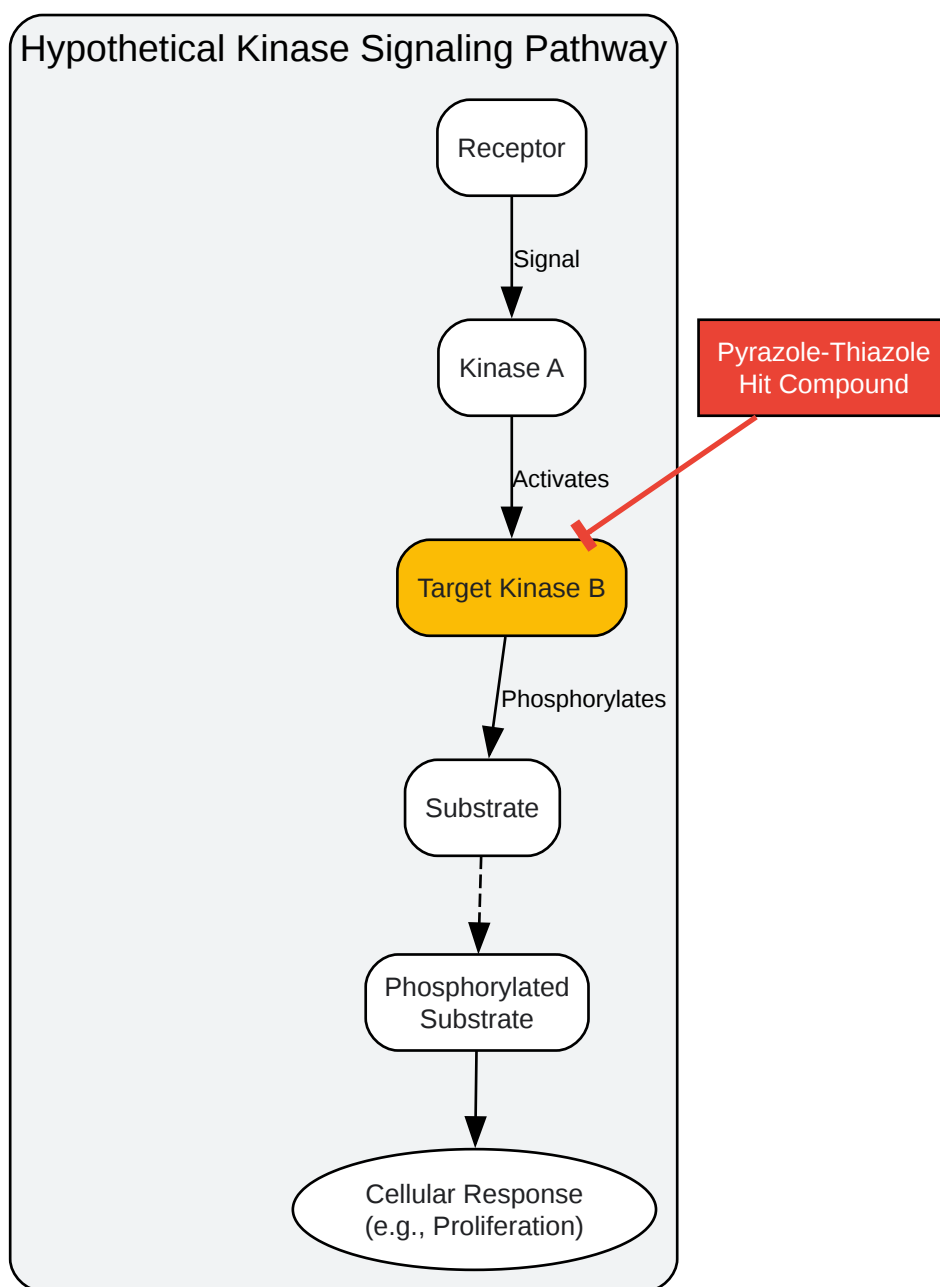 Hypothetical Kinase Signaling Pathway
Receptor
Signal
Kinase A
Pyrazole-Thiazole
Hit Compound
Activates
Target Kinase B
Phosphorylates
Substrate
Phosphorylated
Substrate
Cellular Response
(e.g., Proliferation)